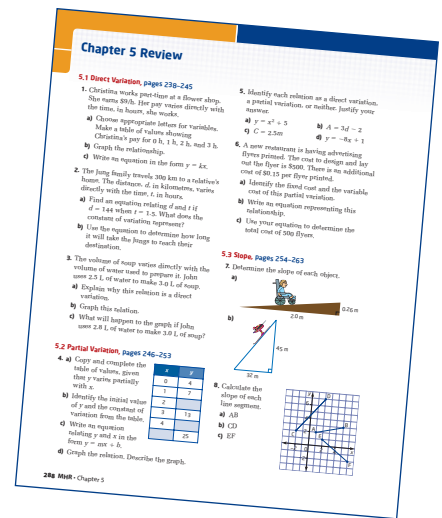 Chapter 5 Review
5.1 Direct Variation, pages 238–245
1. Christina works part-time at a flower shop.
She earns $9/h. Her pay varies directly with
the time, in hours, she works.
a) Choose appropriate letters for variables.
Make a table of values showing
Christina's pay for 0 h, 1 h, 2 h, and 3 h.
b) Graph the relationship.
c) Write an equation in the form y = kx.
2. The Jung family travels 300 km to a relative's
home. The distance, d, in kilometres, varies
directly with the time, t, in hours.
a) Find an equation relating d and t if
d = 144 when t = 1.5. What does the
constant of variation represent?
b) Use the equation to determine how long
it will take the Jungs to reach their
destination.
3. The volume of soup varies directly with the
volume of water used to prepare it. John
uses 2.5 L of water to make 3.0 L of soup.
a) Explain why this relation is a direct
variation.
b) Graph this relation.
c) What will happen to the graph if John
uses 2.8 L of water to make 3.0 L of soup?
5.2 Partial Variation, pages 246–253
4. a) Copy and complete the
table of values, given
that y varies partially
with x.
b) Identify the initial value
of y and the constant of
variation from the table.
c) Write an equation
relating y and x in the
form y = mx + b.
d) Graph the relation. Describe the graph.
x y
0 4
1 7
2
3 13
4
25
5. Identify each relation as a direct variation,
a partial variation, or neither. Justify your
answer.
a) y = x² + 5 b) A = 3d − 2
c) C = 2.5m d) y = −8x + 1
6. A new restaurant is having advertising
flyers printed. The cost to design and lay
out the flyer is $500. There is an additional
cost of $0.15 per flyer printed.
a) Identify the fixed cost and the variable
cost of this partial variation.
b) Write an equation representing this
relationship.
c) Use your equation to determine the
total cost of 500 flyers.
5.3 Slope, pages 254–263
7. Determine the slope of each object.
a)
0.26 m
2.0 m
b)
45 m
32 m
8. Calculate the
slope of each
line segment.
a) AB
b) CD
c) EF
288 MHR • Chapter 5